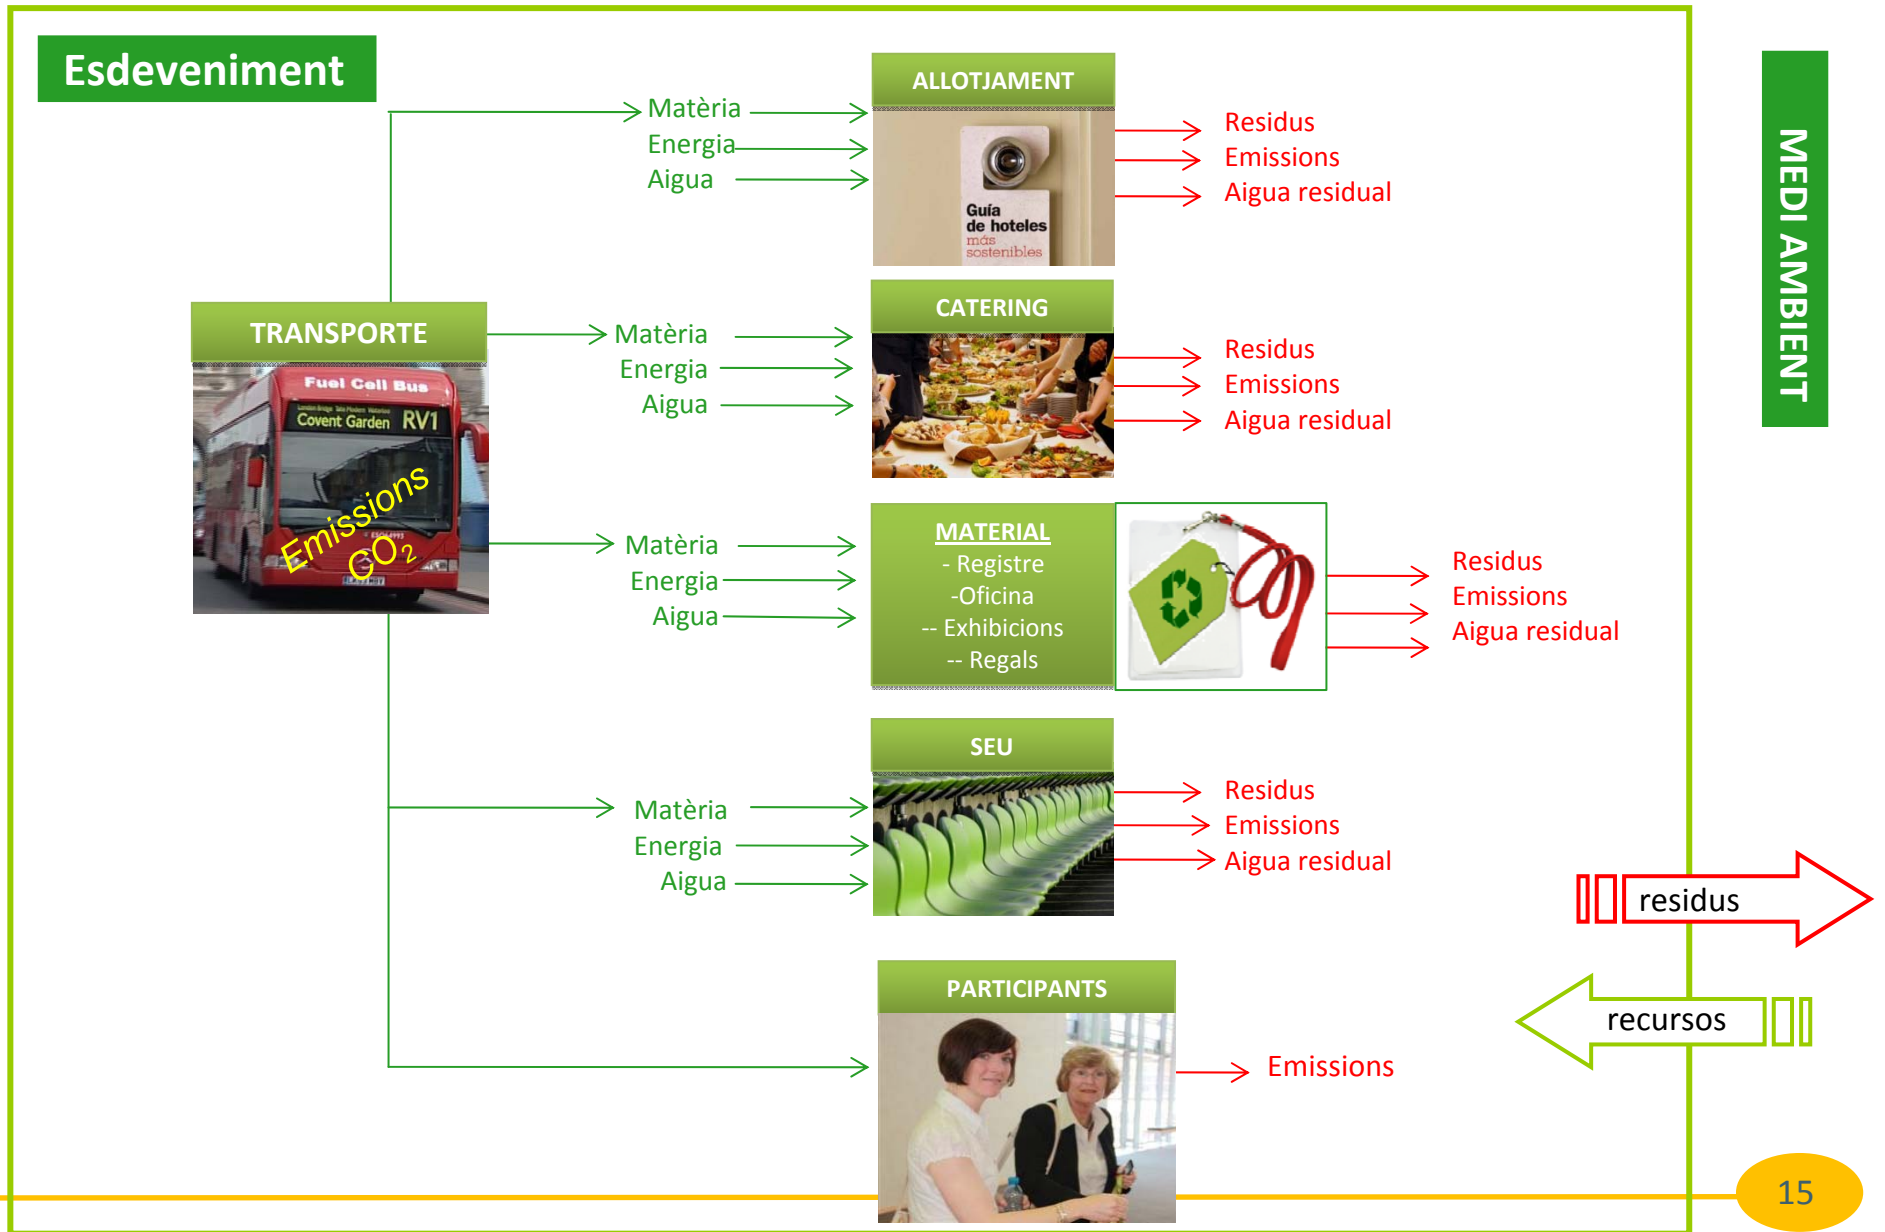 Esdeveniment
MEDI AMBIENT
ALLOTJAMENT
Matèria
Energia
Aigua
Guía
de hoteles
más
sostenibles
Residus
Emissions
Aigua residual
TRANSPORTE
Fuel Cell Bus
Covent Garden RV1
Emissions
CO₂
CATERING
Matèria
Energia
Aigua
Residus
Emissions
Aigua residual
Matèria
Energia
Aigua
MATERIAL
- Registre
-Oficina
-- Exhibicions
-- Regals
Residus
Emissions
Aigua residual
SEU
Matèria
Energia
Aigua
Residus
Emissions
Aigua residual
residus
recursos
PARTICIPANTS
Emissions
15